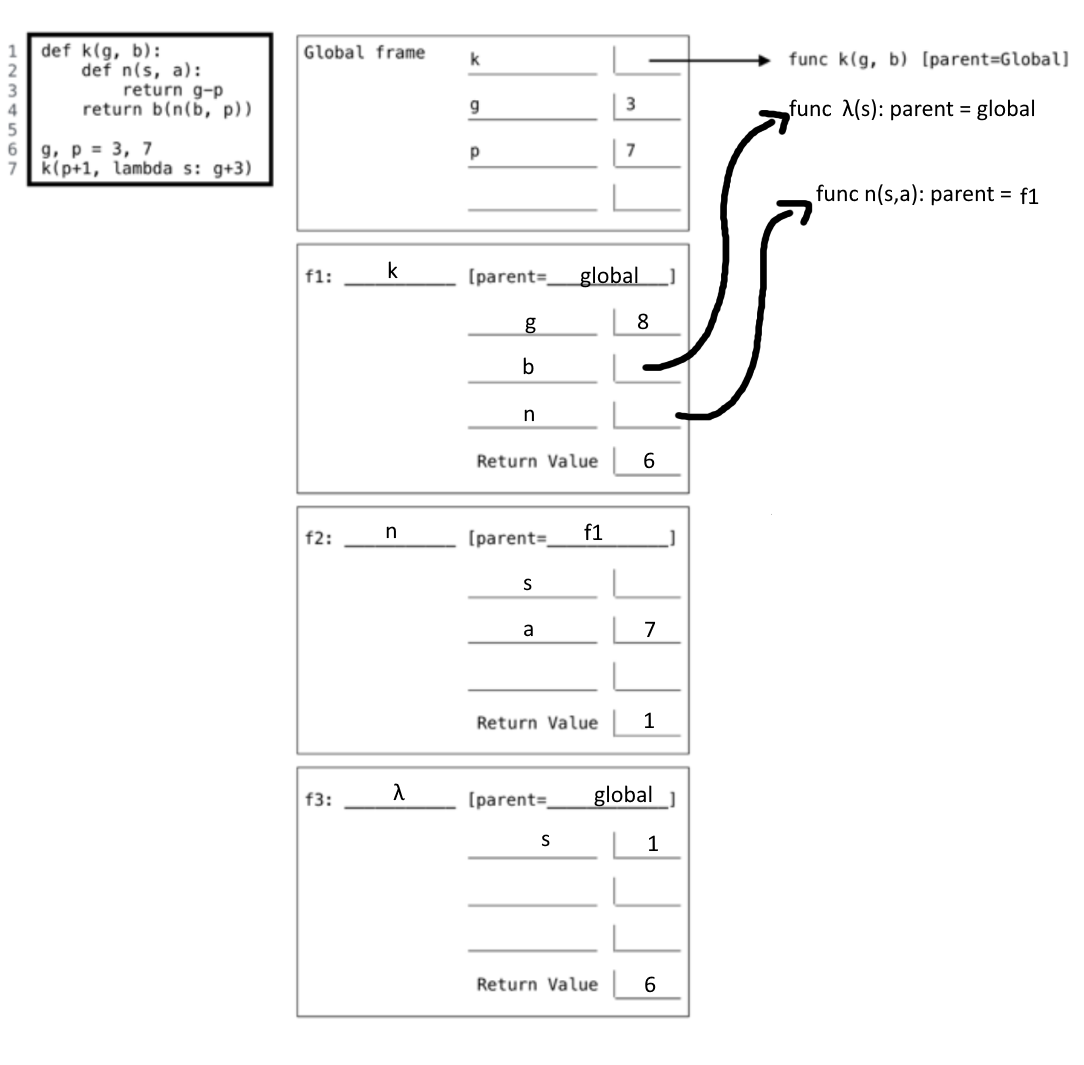 1 def k(g, b):
2 def n(s, a):
3 return g-p
4 return b(n(b, p))
5
6 g, p = 3, 7
7 k(p+1, lambda s: g+3)
Global frame
k
func k(g, b) [parent=Global]
g 3
func λ(s): parent = global
p 7
func n(s,a): parent = f1
f1: k [parent= global ]
g 8
b
n
Return Value 6
f2: n [parent= f1 ]
s
a 7
Return Value 1
f3: λ [parent= global ]
s 1
Return Value 6